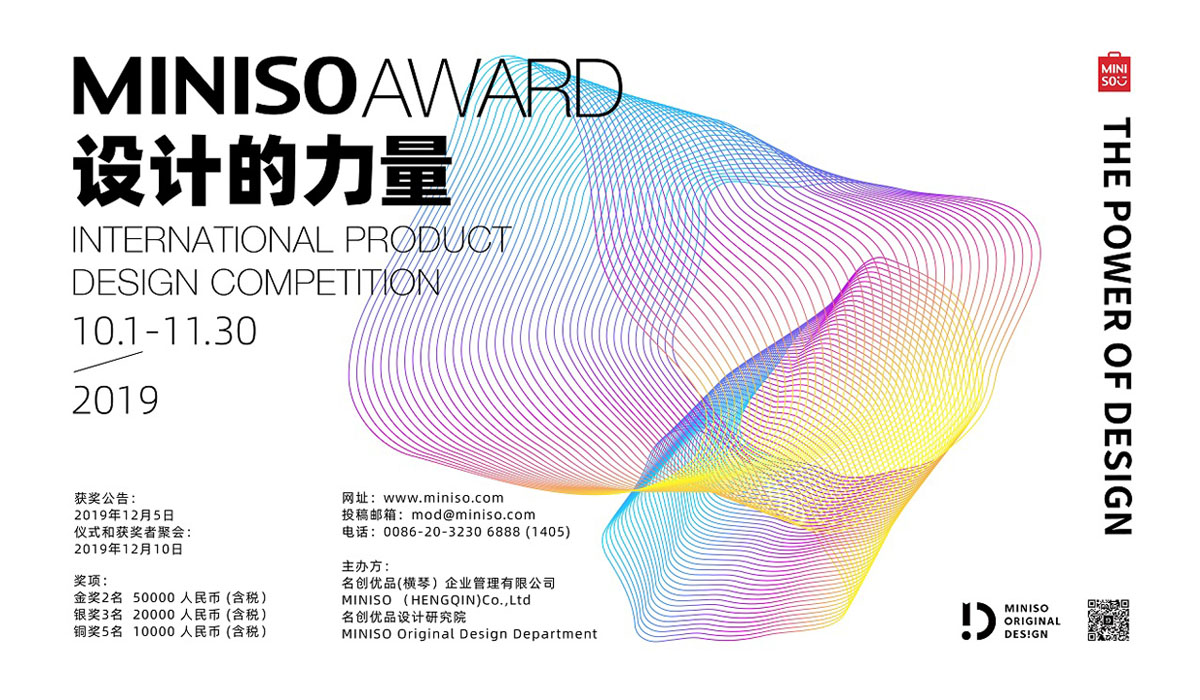 MINISO AWARD
设计的力量
INTERNATIONAL PRODUCT
DESIGN COMPETITION
10.1-11.30
2019
获奖公告：
2019年12月5日
仪式和获奖者聚会：
2019年12月10日
奖项：
金奖2名 50000 人民币 (含税）
银奖3名 20000 人民币 (含税）
铜奖5名 10000 人民币 (含税）
网址：www.miniso.com
投稿邮箱：mod@miniso.com
电话：0086-20-3230 6888 (1405)
主办方：
名创优品(横琴）企业管理有限公司
MINISO （HENGQIN)Co.,Ltd
名创优品设计研究院
MINISO Original Design Department
MINI
SO
THE POWER OF DESIGN
MINISO
ORIGINAL
DES!GN